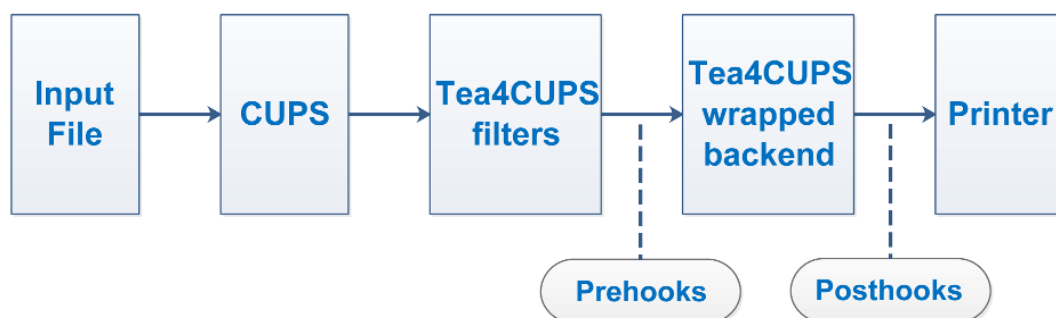 Input
File
CUPS
Tea4CUPS
filters
Tea4CUPS
wrapped
backend
Printer
Prehooks
Posthooks